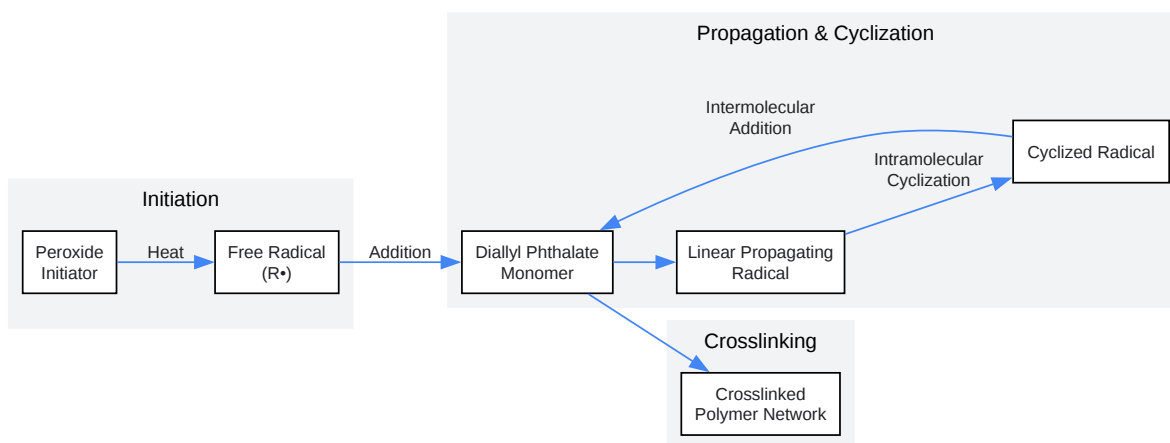 Propagation & Cyclization
Intermolecular
Addition
Cyclized Radical
Intramolecular
Cyclization
Initiation
Peroxide
Initiator
Heat
Free Radical
(R•)
Addition
Diallyl Phthalate
Monomer
Linear Propagating
Radical
Crosslinking
Crosslinked
Polymer Network